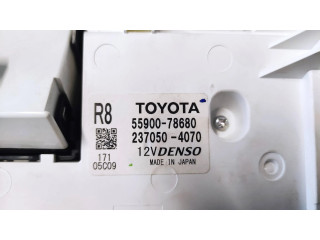 R8
TOYOTA
55900-78680
237050-4070
12V DENSO
MADE IN JAPAN
171
05C09